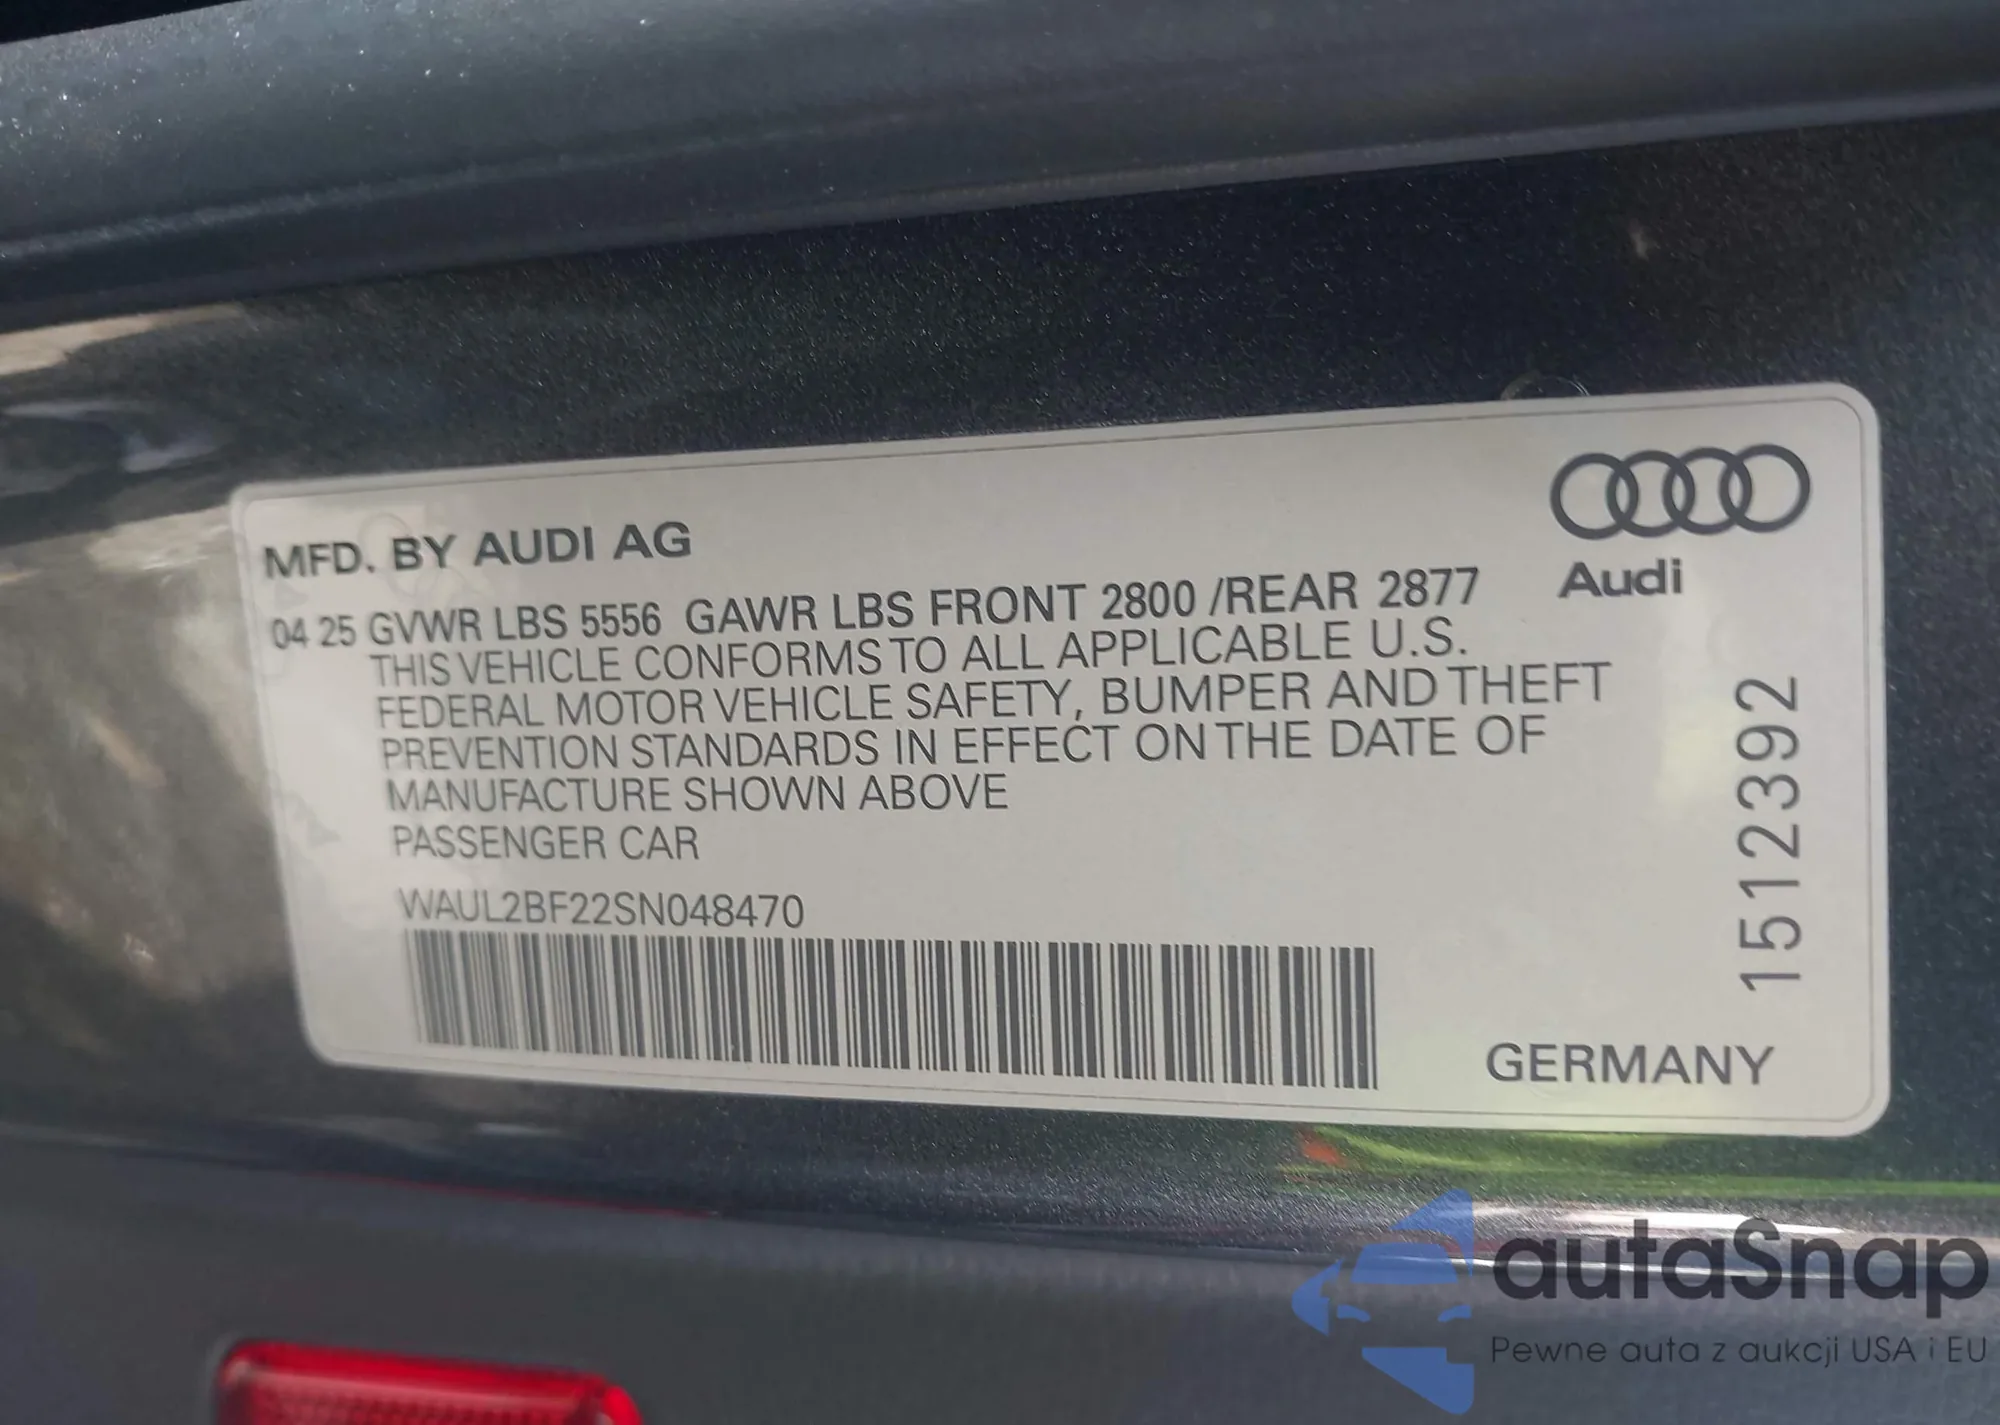 MFD. BY AUDI AG
Audi
04 25 GVWR LBS 5556 GAWR LBS FRONT 2800 /REAR 2877
THIS VEHICLE CONFORMS TO ALL APPLICABLE U.S.
FEDERAL MOTOR VEHICLE SAFETY, BUMPER AND THEFT
PREVENTION STANDARDS IN EFFECT ON THE DATE OF
MANUFACTURE SHOWN ABOVE
PASSENGER CAR
WAUL2BF22SN048470
1512392
GERMANY
autaSnap
Pewne auta z aukcji USA i EU